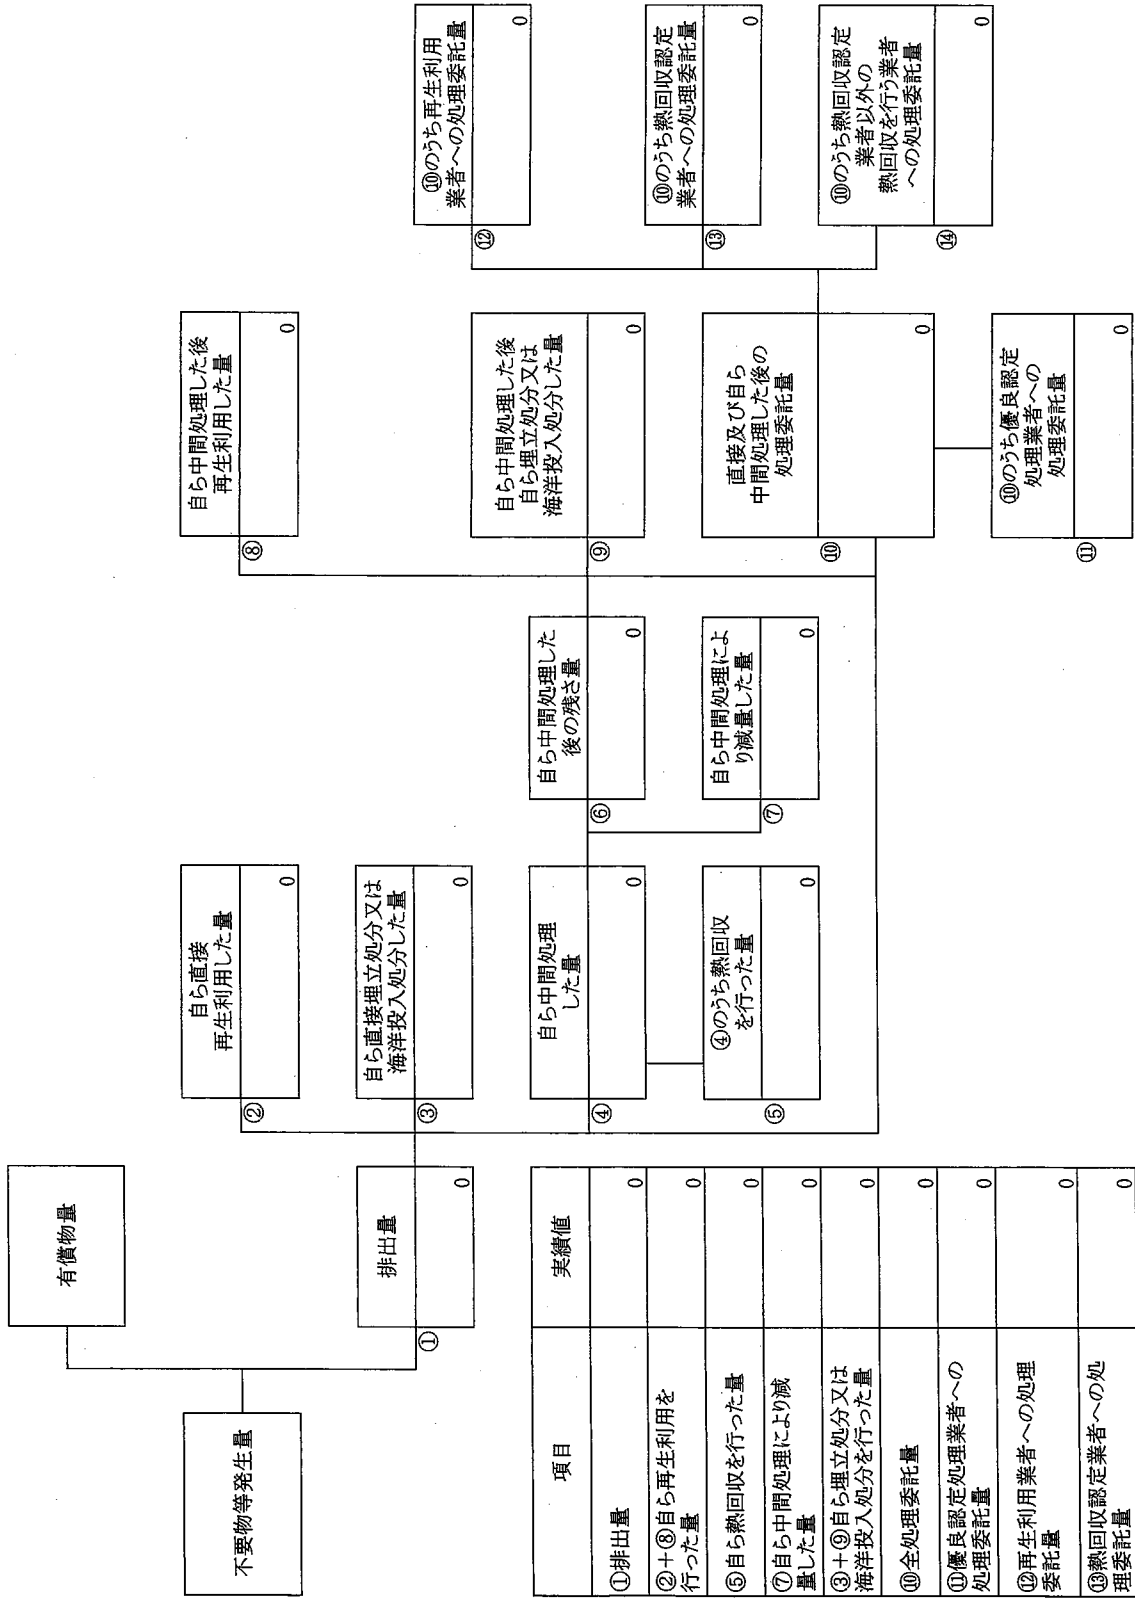 不要物等発生量
有償物量
排出量
①
0
自ら直接
再生利用した量
②
0
自ら直接埋立処分又は
海洋投入処分した量
③
0
自ら中間処理
した量
④
0
④のうち熱回収
を行った量
⑤
0
自ら中間処理した
後の残さ量
⑥
0
自ら中間処理によ
り減量した量
⑦
0
自ら中間処理した後
再生利用した量
⑧
0
自ら中間処理した後
自ら埋立処分又は
海洋投入処分した量
⑨
0
直接及び自ら
中間処理した後の
処理委託量
⑩
0
⑩のうち優良認定
処理業者への
処理委託量
⑪
0
⑩のうち再生利用
業者への処理委託量
⑫
0
⑩のうち熱回収認定
業者への処理委託量
⑬
0
⑩のうち熱回収認定
業者以外の
熱回収を行う業者
への処理委託量
⑭
0
項目 実績値
①排出量 0
②+⑧自ら再生利用を
行った量 0
⑤自ら熱回収を行った量 0
⑦自ら中間処理により減
量した量 0
③+⑨自ら埋立処分又は
海洋投入処分を行った量 0
⑩全処理委託量 0
⑪優良認定処理業者への
処理委託量 0
⑫再生利用業者への処理
委託量 0
⑬熱回収認定業者への処
理委託量 0